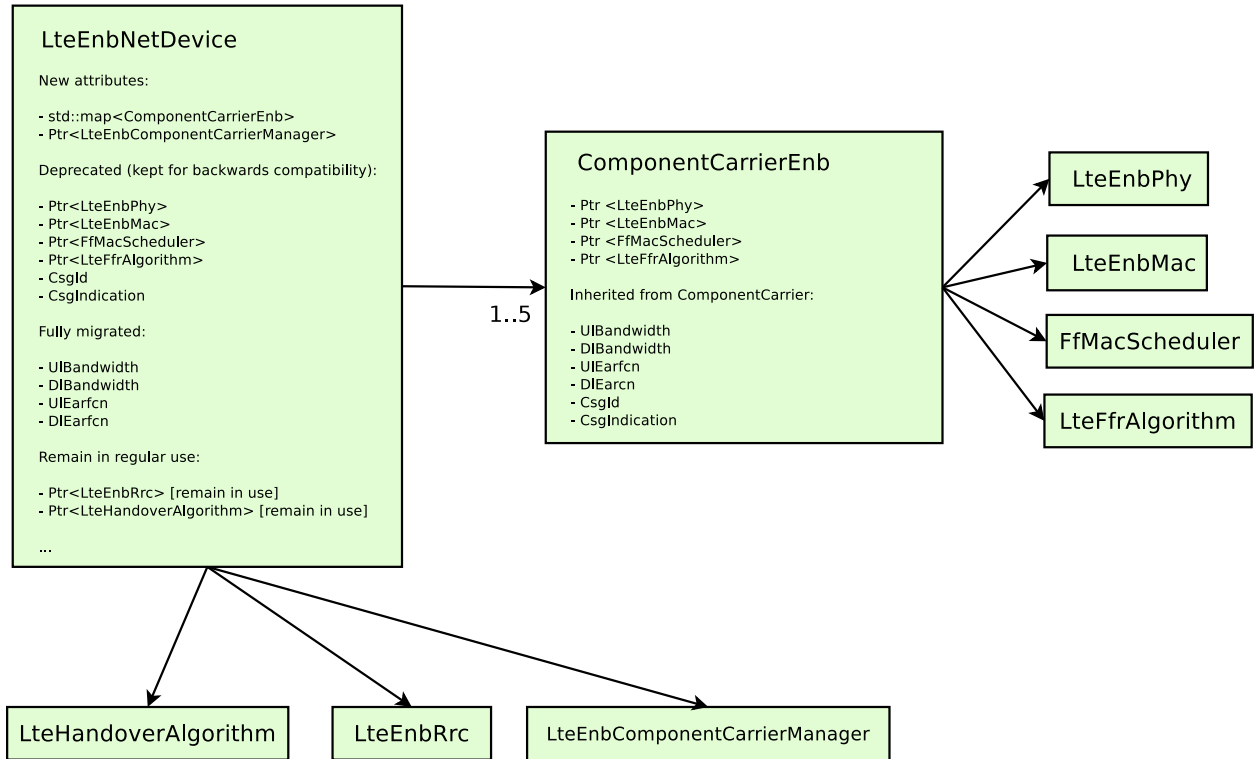 LteEnbNetDevice
New attributes:
- std::map<ComponentCarrierEnb>
- Ptr<LteEnbComponentCarrierManager>
Deprecated (kept for backwards compatibility):
- Ptr<LteEnbPhy>
- Ptr<LteEnbMac>
- Ptr<FfMacScheduler>
- Ptr<LteFfrAlgorithm>
- CsgId
- CsgIndication
Fully migrated:
- UlBandwidth
- DlBandwidth
- UlEarfcn
- DlEarfcn
Remain in regular use:
- Ptr<LteEnbRrc> [remain in use]
- Ptr<LteHandoverAlgorithm> [remain in use]
...
1..5
ComponentCarrierEnb
- Ptr <LteEnbPhy>
- Ptr <LteEnbMac>
- Ptr <FfMacScheduler>
- Ptr <LteFfrAlgorithm>
Inherited from ComponentCarrier:
- UlBandwidth
- DlBandwidth
- UlEarfcn
- DlEarcn
- CsgId
- CsgIndication
LteEnbPhy
LteEnbMac
FfMacScheduler
LteFfrAlgorithm
LteHandoverAlgorithm
LteEnbRrc
LteEnbComponentCarrierManager